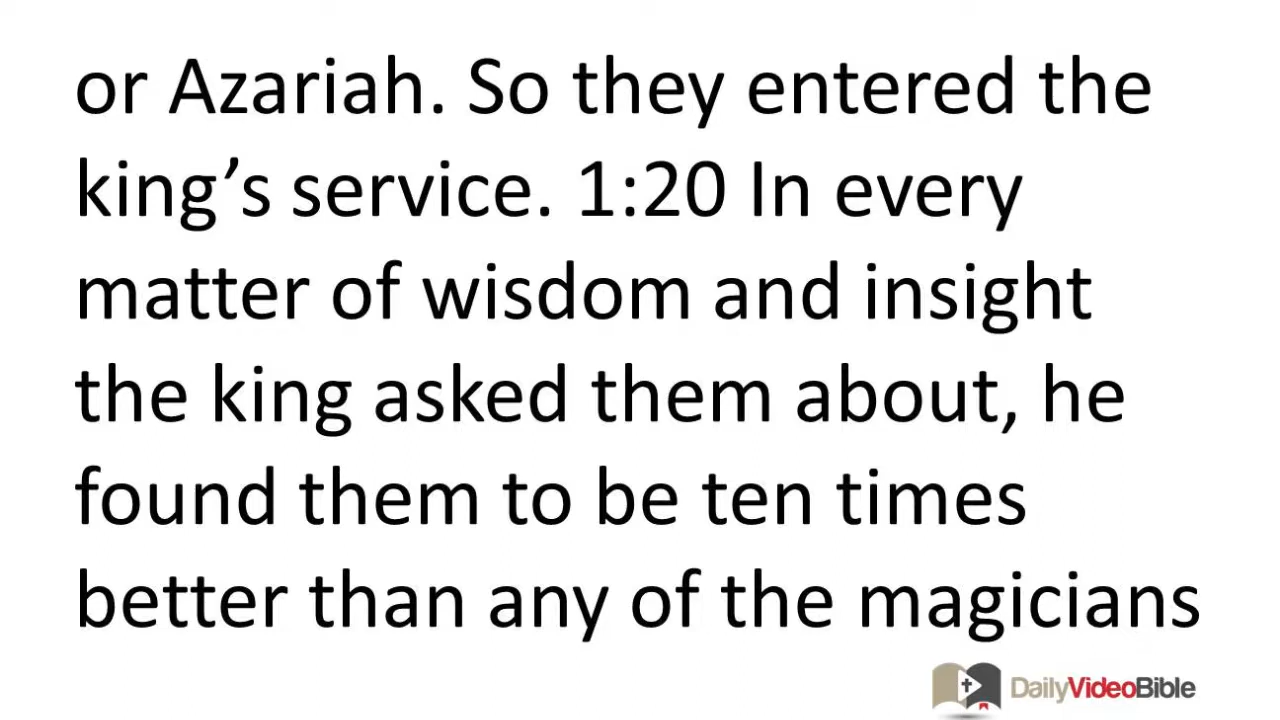 or Azariah. So they entered the
king’s service. 1:20 In every
matter of wisdom and insight
the king asked them about, he
found them to be ten times
better than any of the magicians
DailyVideoBible